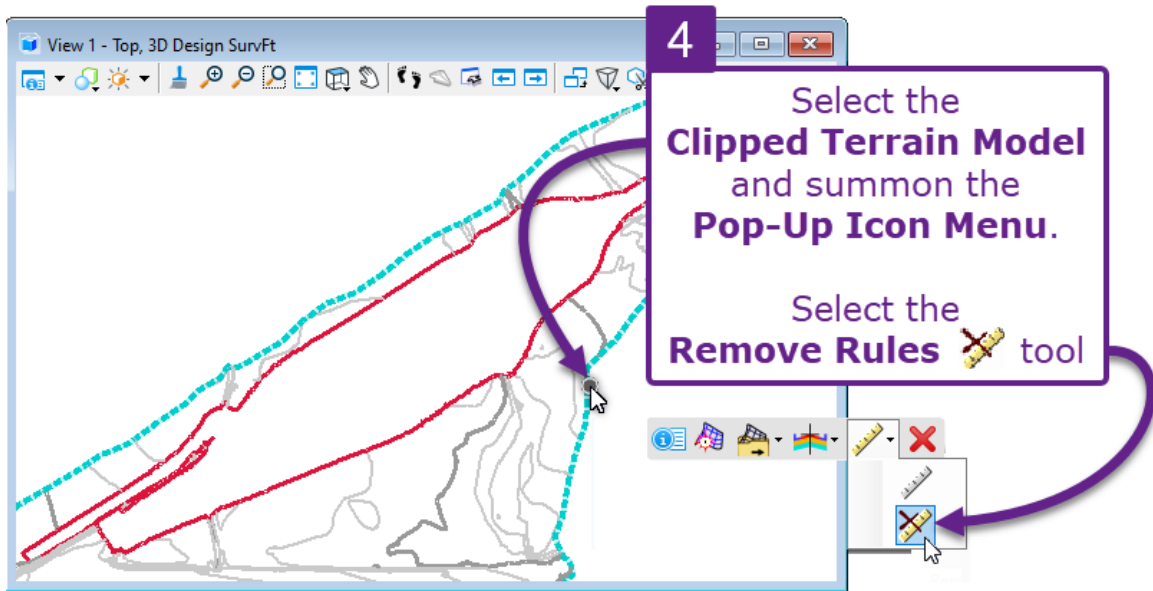 View 1 - Top, 3D Design SurvFt
4
Select the
Clipped Terrain Model
and summon the
Pop-Up Icon Menu.
Select the
Remove Rules tool